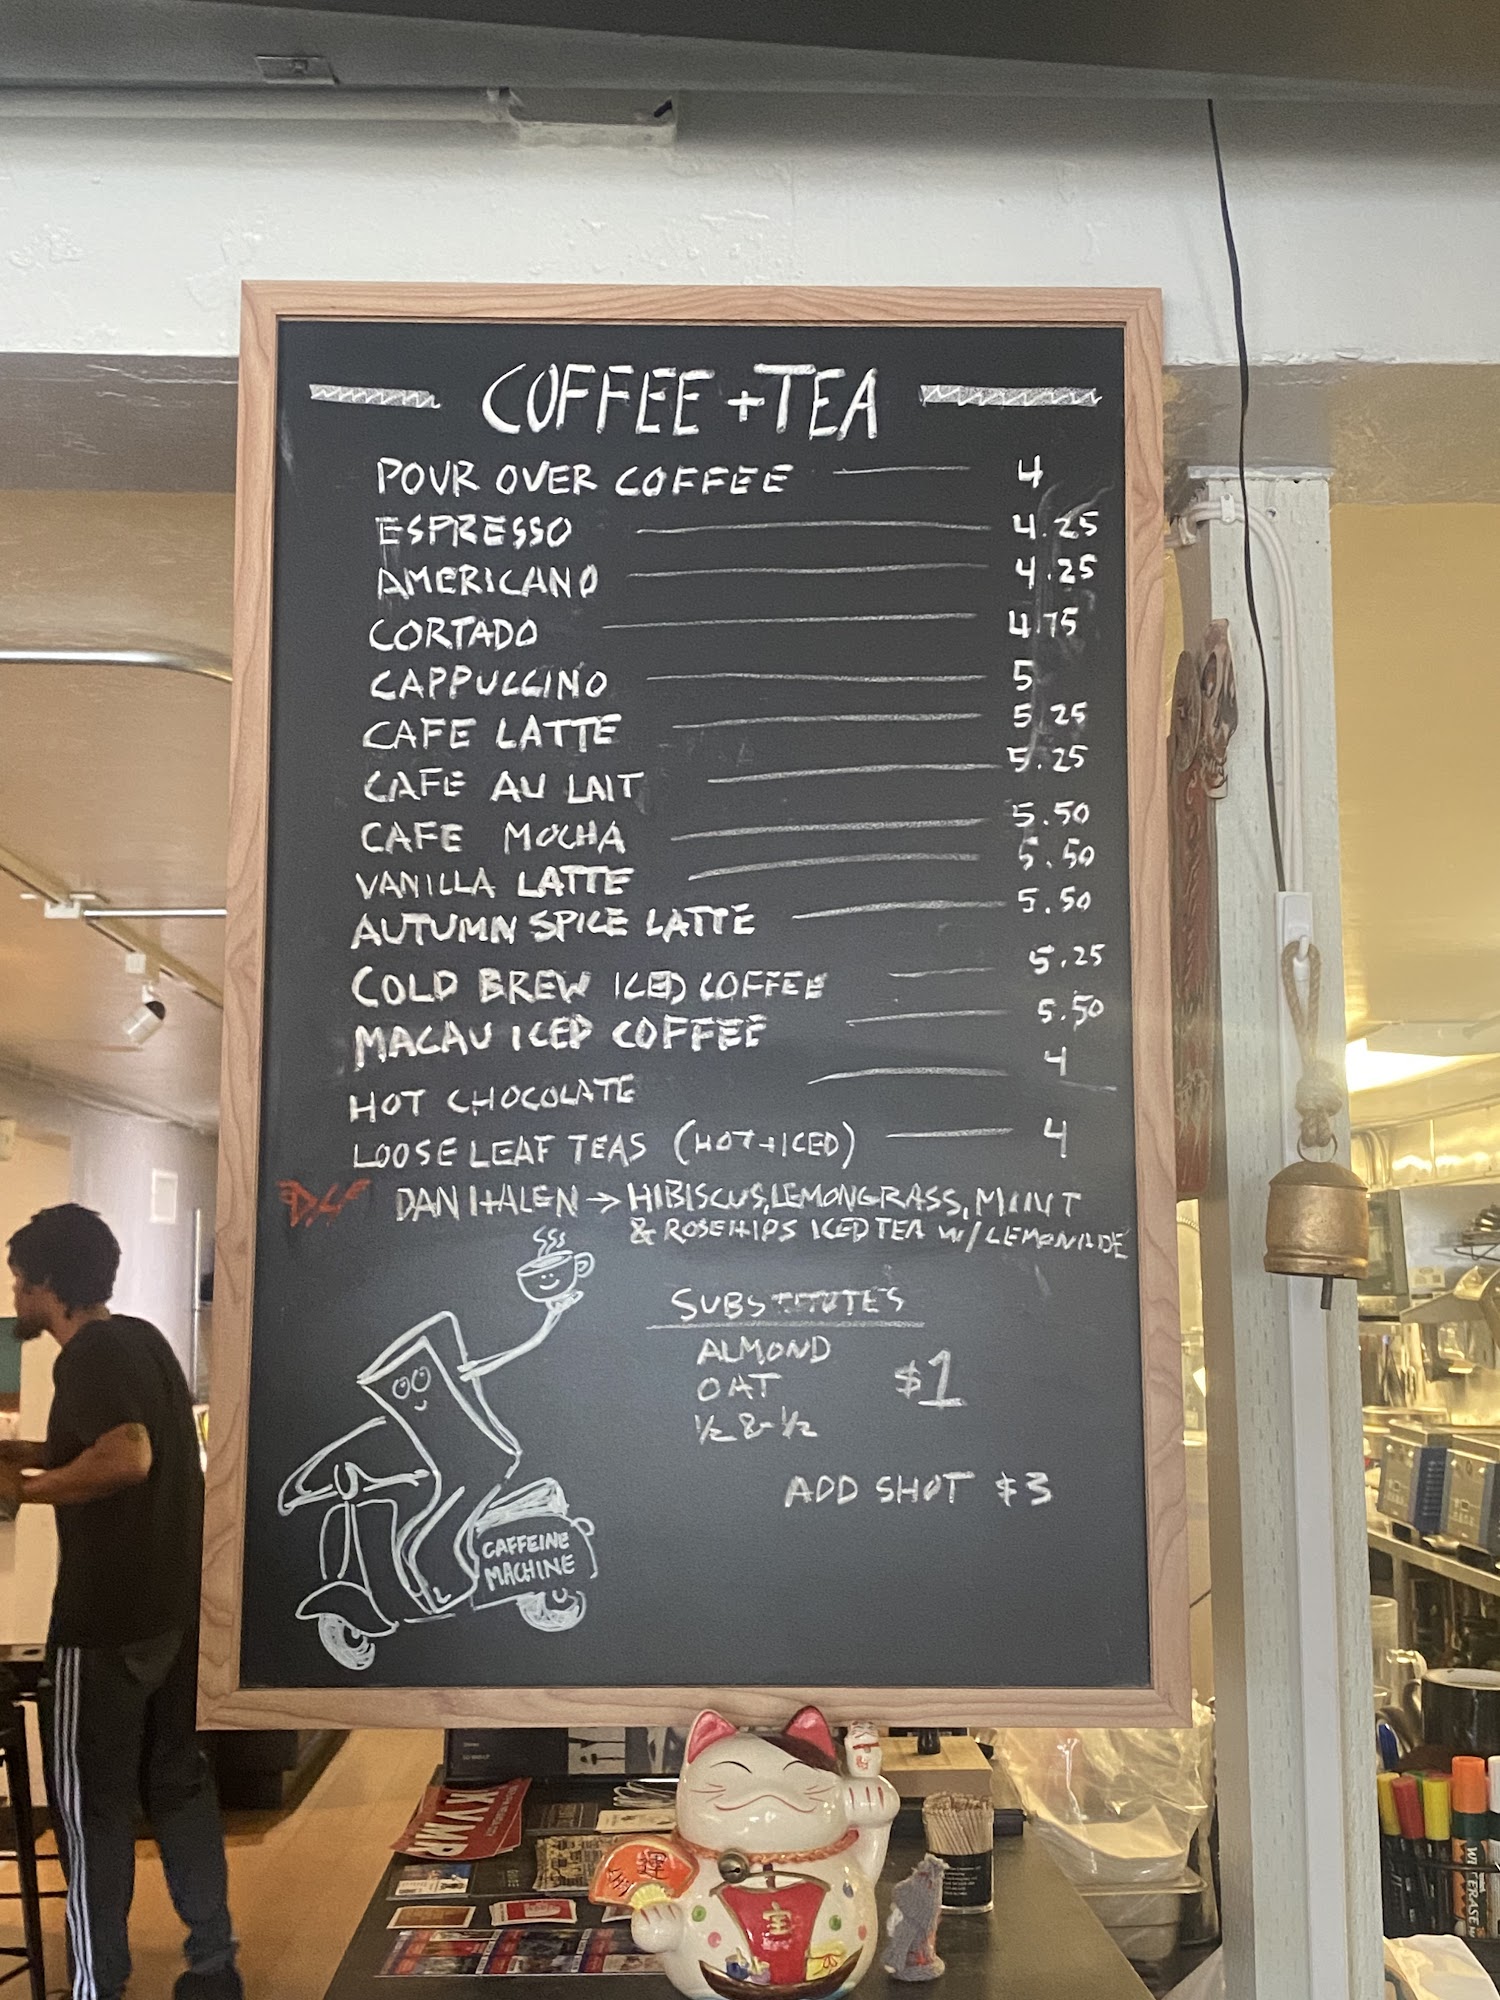 COFFEE + TEA
POUR OVER COFFEE 4
ESPRESSO 4.25
AMERICANO 4.25
CORTADO 4.75
CAPPUCCINO 5
CAFE LATTE 5.25
CAFE AU LAIT 5.25
CAFE MOCHA 5.50
VANILLA LATTE 5.50
AUTUMN SPICE LATTE 5.50
COLD BREW ICED COFFEE 5.25
MACAU ICED COFFEE 5.50
HOT CHOCOLATE 4
LOOSE LEAF TEAS (HOT + ICED) 4
DAN HALEN → HIBISCUS, LEMONGRASS, MINT
& ROSEHIPS ICED TEA W/ LEMONADE
SUBSTITUTES
ALMOND
OAT $1
½ & ½
ADD SHOT $3
CAFFEINE
MACHINE
KVMR